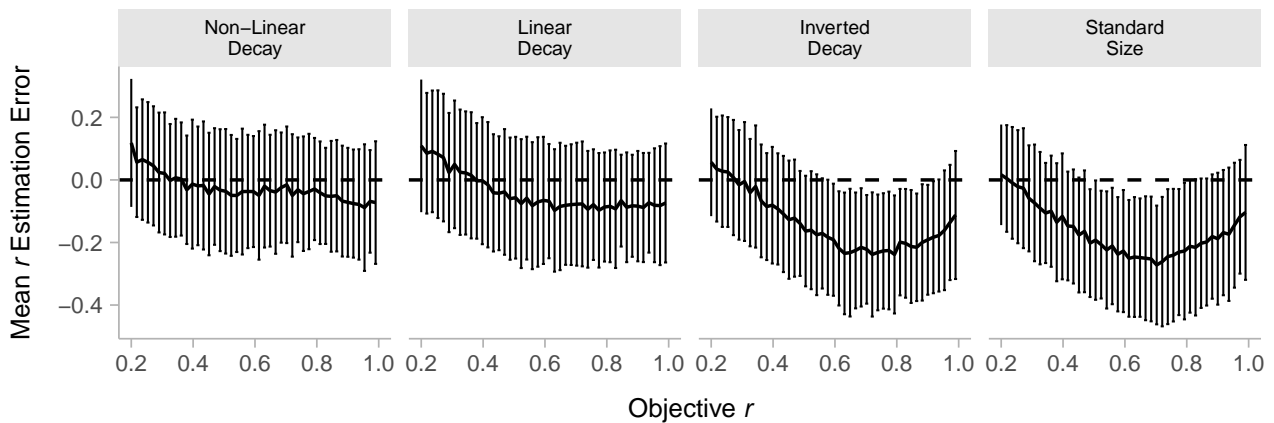 Non−Linear
Decay
Linear
Decay
Inverted
Decay
Standard
Size
Mean r Estimation Error
0.2
0.0
−0.2
−0.4
0.2 0.4 0.6 0.8 1.0 0.2 0.4 0.6 0.8 1.0 0.2 0.4 0.6 0.8 1.0 0.2 0.4 0.6 0.8 1.0
Objective r